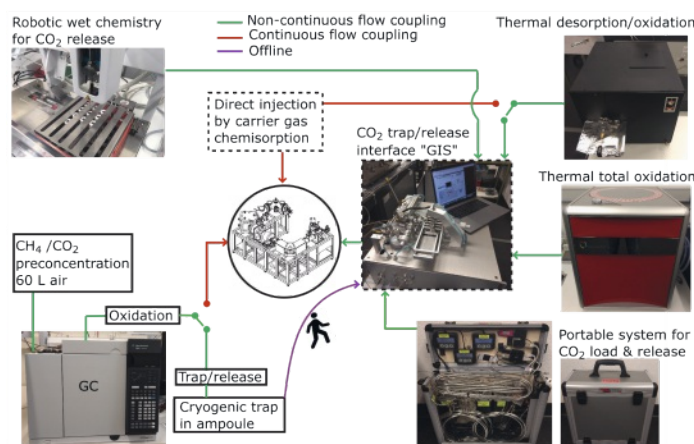 Robotic wet chemistry
for CO₂ release
Non-continuous flow coupling
Continuous flow coupling
Offline
Thermal desorption/oxidation
Direct injection
by carrier gas
chemisorption
CO₂ trap/release
interface "GIS"
Thermal total oxidation
CH₄ /CO₂
preconcentration
60 L air
Oxidation
GC
Trap/release
Cryogenic trap
in ampoule
Portable system for
CO₂ load & release